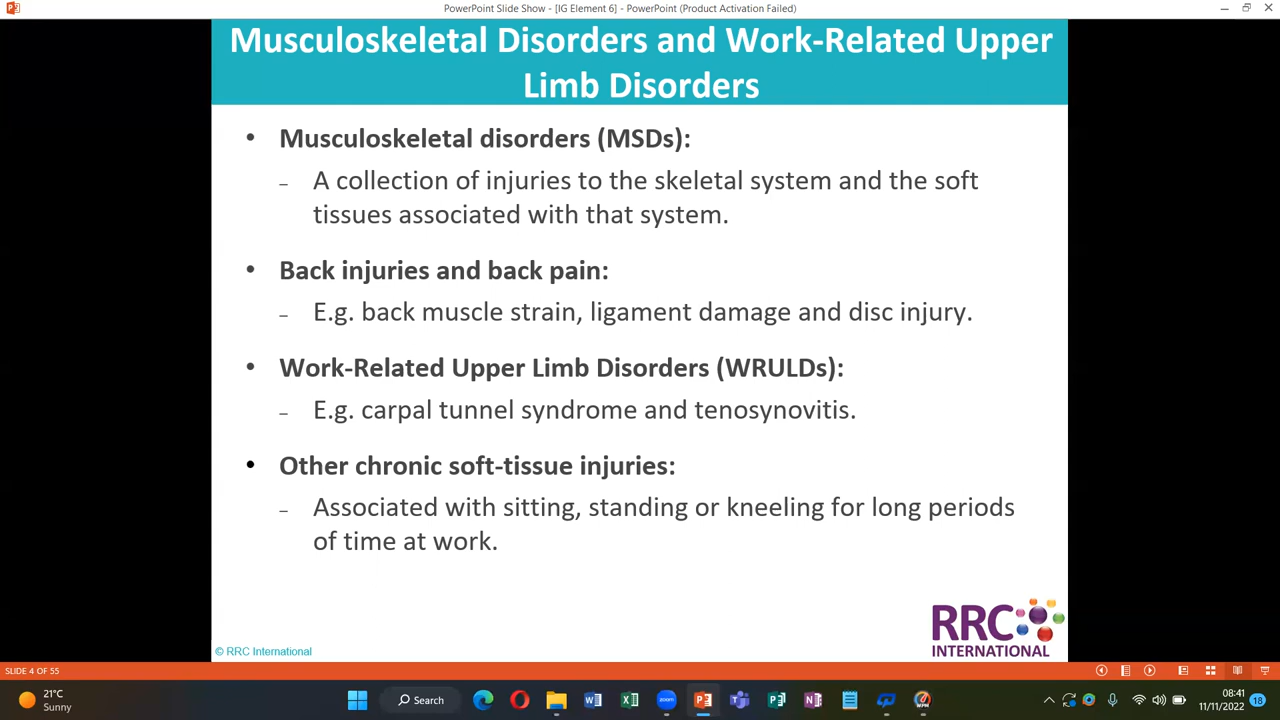 PowerPoint Slide Show - [IG Element 6] - PowerPoint (Product Activation Failed)
Musculoskeletal Disorders and Work-Related Upper
Limb Disorders
• Musculoskeletal disorders (MSDs):
– A collection of injuries to the skeletal system and the soft
tissues associated with that system.
• Back injuries and back pain:
– E.g. back muscle strain, ligament damage and disc injury.
• Work-Related Upper Limb Disorders (WRULDs):
– E.g. carpal tunnel syndrome and tenosynovitis.
• Other chronic soft-tissue injuries:
– Associated with sitting, standing or kneeling for long periods
of time at work.
RRC
INTERNATIONAL
© RRC International
SLIDE 4 OF 55
21°C
Sunny
Search
zoom
08:41
11/11/2022
18